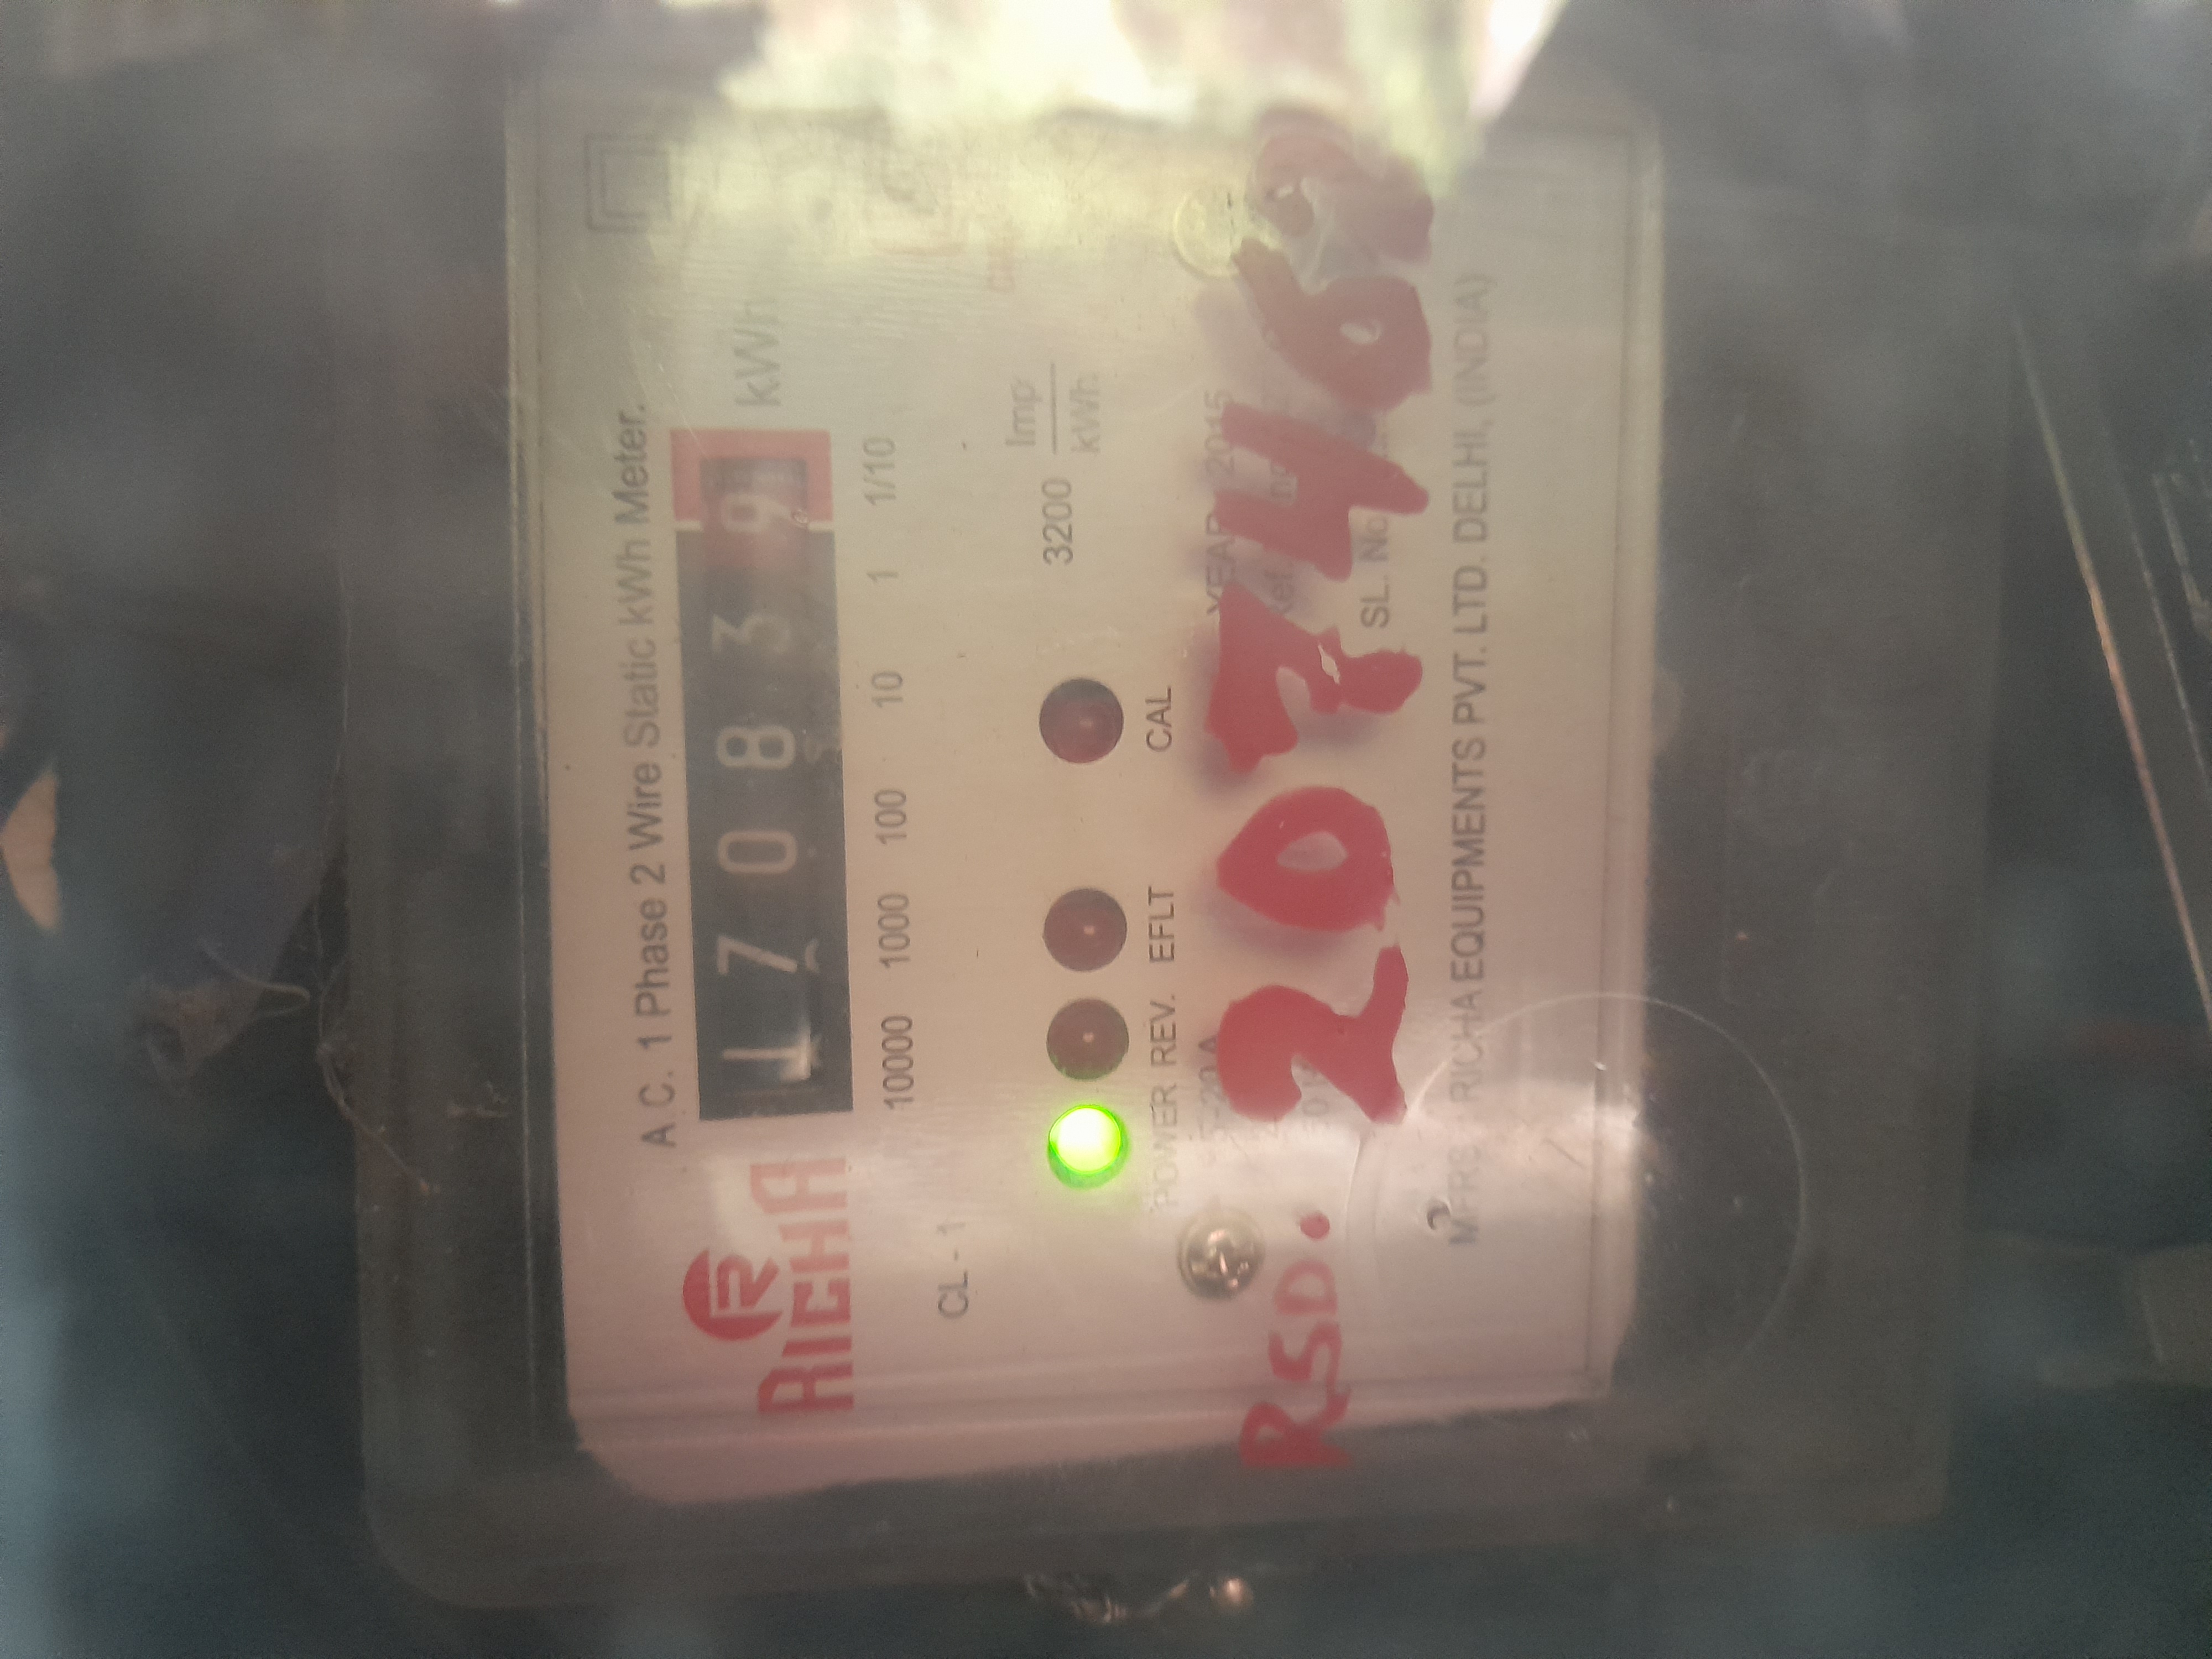 A.C. 1 Phase 2 Wire Static kWh Meter.
RICHA
1 7 0 8 3 9 kWh
10000 1000 100 10 1 1/10
CL - 1
3200 Imp/kWh
POWER REV. EFLT CAL
YEAR 2015
SL. No.
RSD. 20
MFRS. RICHA EQUIPMENTS PVT. LTD. DELHI, (INDIA)